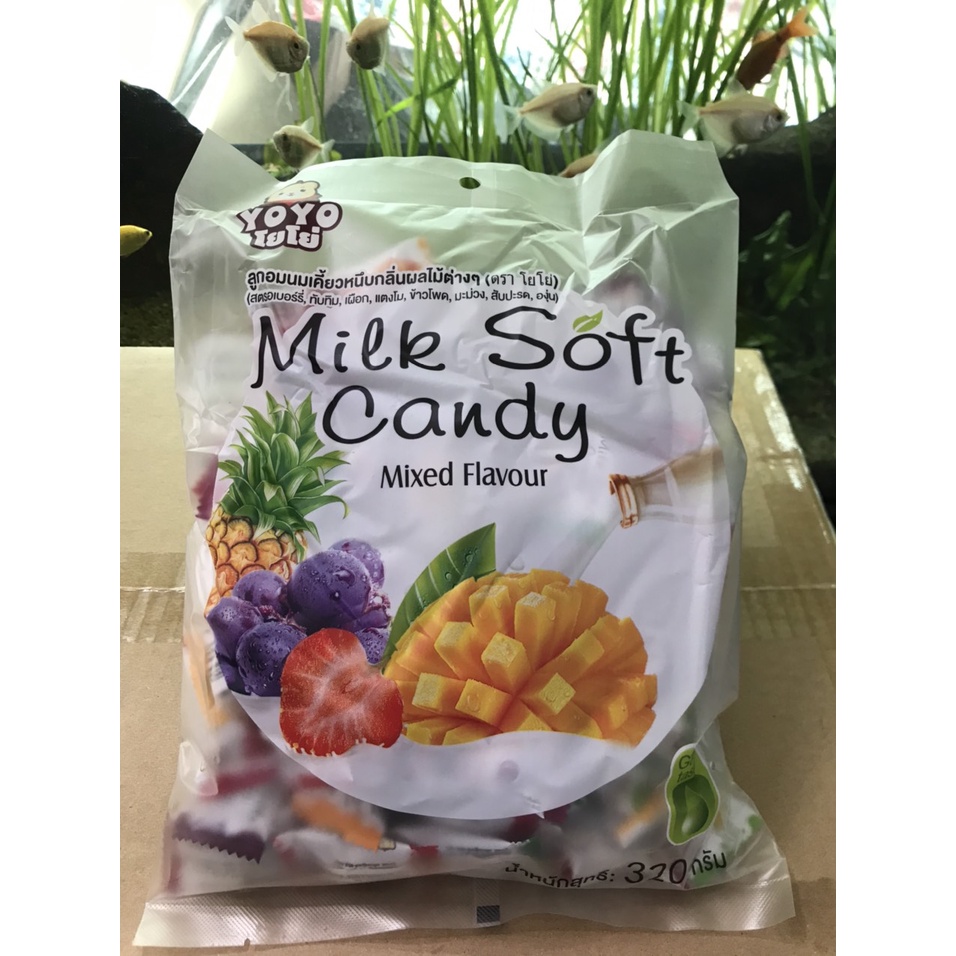 YOYO
โยโย่
ลูกอมนมเคี้ยวหนึบกลิ่นผลไม้ต่างๆ (ตรา โยโย่)
(สตรอเบอร์รี่, ทับทิม, เผือก, แตงโม, ข้าวโพด, มะม่วง, สับปะรด, องุ่น)
Milk Soft
Candy
Mixed Flavour
น้ำหนักสุทธิ: 320 กรัม